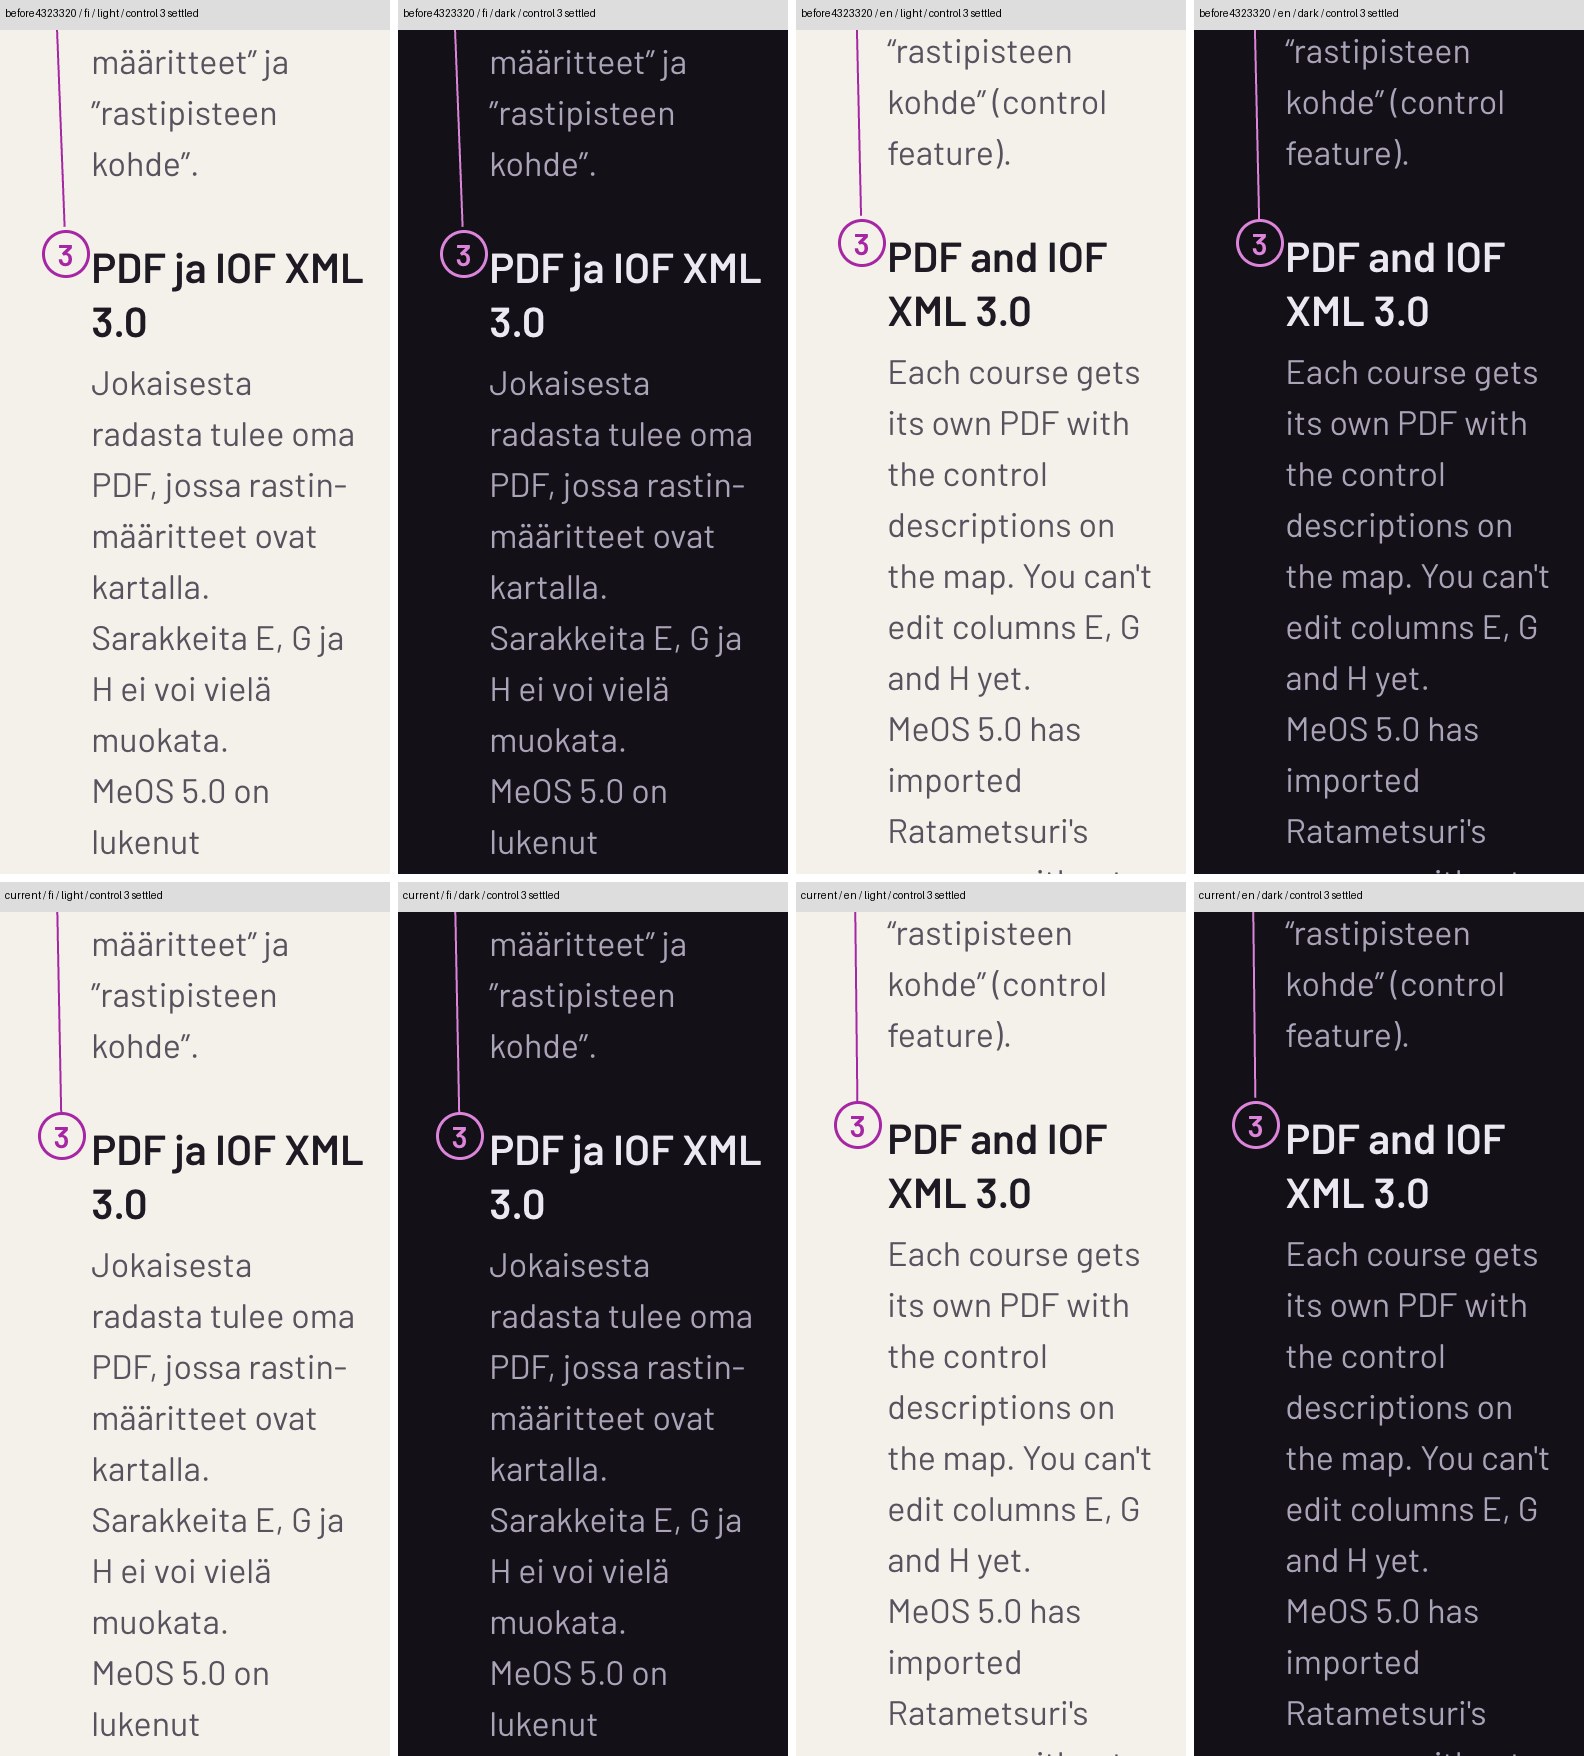 before4323320 / fi / light / control 3 settled
määritteet” ja
”rastipisteen
kohde”.
3
PDF ja IOF XML
3.0
Jokaisesta
radasta tulee oma
PDF, jossa rastin-
määritteet ovat
kartalla.
Sarakkeita E, G ja
H ei voi vielä
muokata.
MeOS 5.0 on
lukenut
before4323320 / fi / dark / control 3 settled
määritteet” ja
”rastipisteen
kohde”.
3
PDF ja IOF XML
3.0
Jokaisesta
radasta tulee oma
PDF, jossa rastin-
määritteet ovat
kartalla.
Sarakkeita E, G ja
H ei voi vielä
muokata.
MeOS 5.0 on
lukenut
before4323320 / en / light / control 3 settled
“rastipisteen
kohde” (control
feature).
3
PDF and IOF
XML 3.0
Each course gets
its own PDF with
the control
descriptions on
the map. You can't
edit columns E, G
and H yet.
MeOS 5.0 has
imported
Ratametsuri's
before4323320 / en / dark / control 3 settled
“rastipisteen
kohde” (control
feature).
3
PDF and IOF
XML 3.0
Each course gets
its own PDF with
the control
descriptions on
the map. You can't
edit columns E, G
and H yet.
MeOS 5.0 has
imported
Ratametsuri's
current / fi / light / control 3 settled
määritteet” ja
”rastipisteen
kohde”.
3
PDF ja IOF XML
3.0
Jokaisesta
radasta tulee oma
PDF, jossa rastin-
määritteet ovat
kartalla.
Sarakkeita E, G ja
H ei voi vielä
muokata.
MeOS 5.0 on
lukenut
current / fi / dark / control 3 settled
määritteet” ja
”rastipisteen
kohde”.
3
PDF ja IOF XML
3.0
Jokaisesta
radasta tulee oma
PDF, jossa rastin-
määritteet ovat
kartalla.
Sarakkeita E, G ja
H ei voi vielä
muokata.
MeOS 5.0 on
lukenut
current / en / light / control 3 settled
“rastipisteen
kohde” (control
feature).
3
PDF and IOF
XML 3.0
Each course gets
its own PDF with
the control
descriptions on
the map. You can't
edit columns E, G
and H yet.
MeOS 5.0 has
imported
Ratametsuri's
current / en / dark / control 3 settled
“rastipisteen
kohde” (control
feature).
3
PDF and IOF
XML 3.0
Each course gets
its own PDF with
the control
descriptions on
the map. You can't
edit columns E, G
and H yet.
MeOS 5.0 has
imported
Ratametsuri's